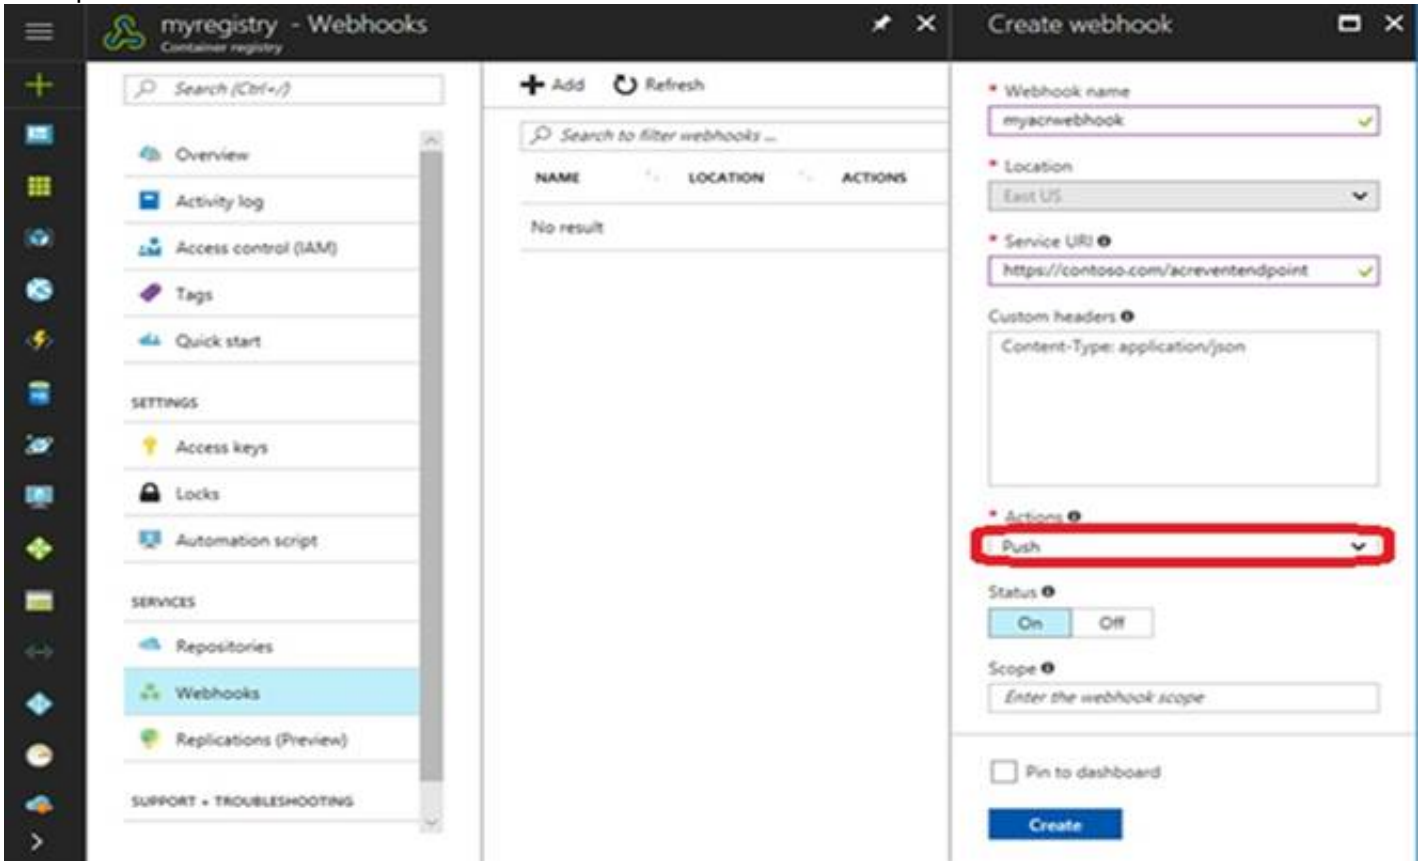 myregistry - Webhooks
Container registry
Search (Ctrl+/)
Overview
Activity log
Access control (IAM)
Tags
Quick start
SETTINGS
Access keys
Locks
Automation script
SERVICES
Repositories
Webhooks
Replications (Preview)
SUPPORT + TROUBLESHOOTING
Add Refresh
Search to filter webhooks ...
NAME LOCATION ACTIONS
No result
Create webhook
* Webhook name
myacrwebhook
* Location
East US
* Service URI
https://contoso.com/acreventendpoint
Custom headers
Content-Type: application/json
* Actions
Push
Status
On Off
Scope
Enter the webhook scope
Pin to dashboard
Create